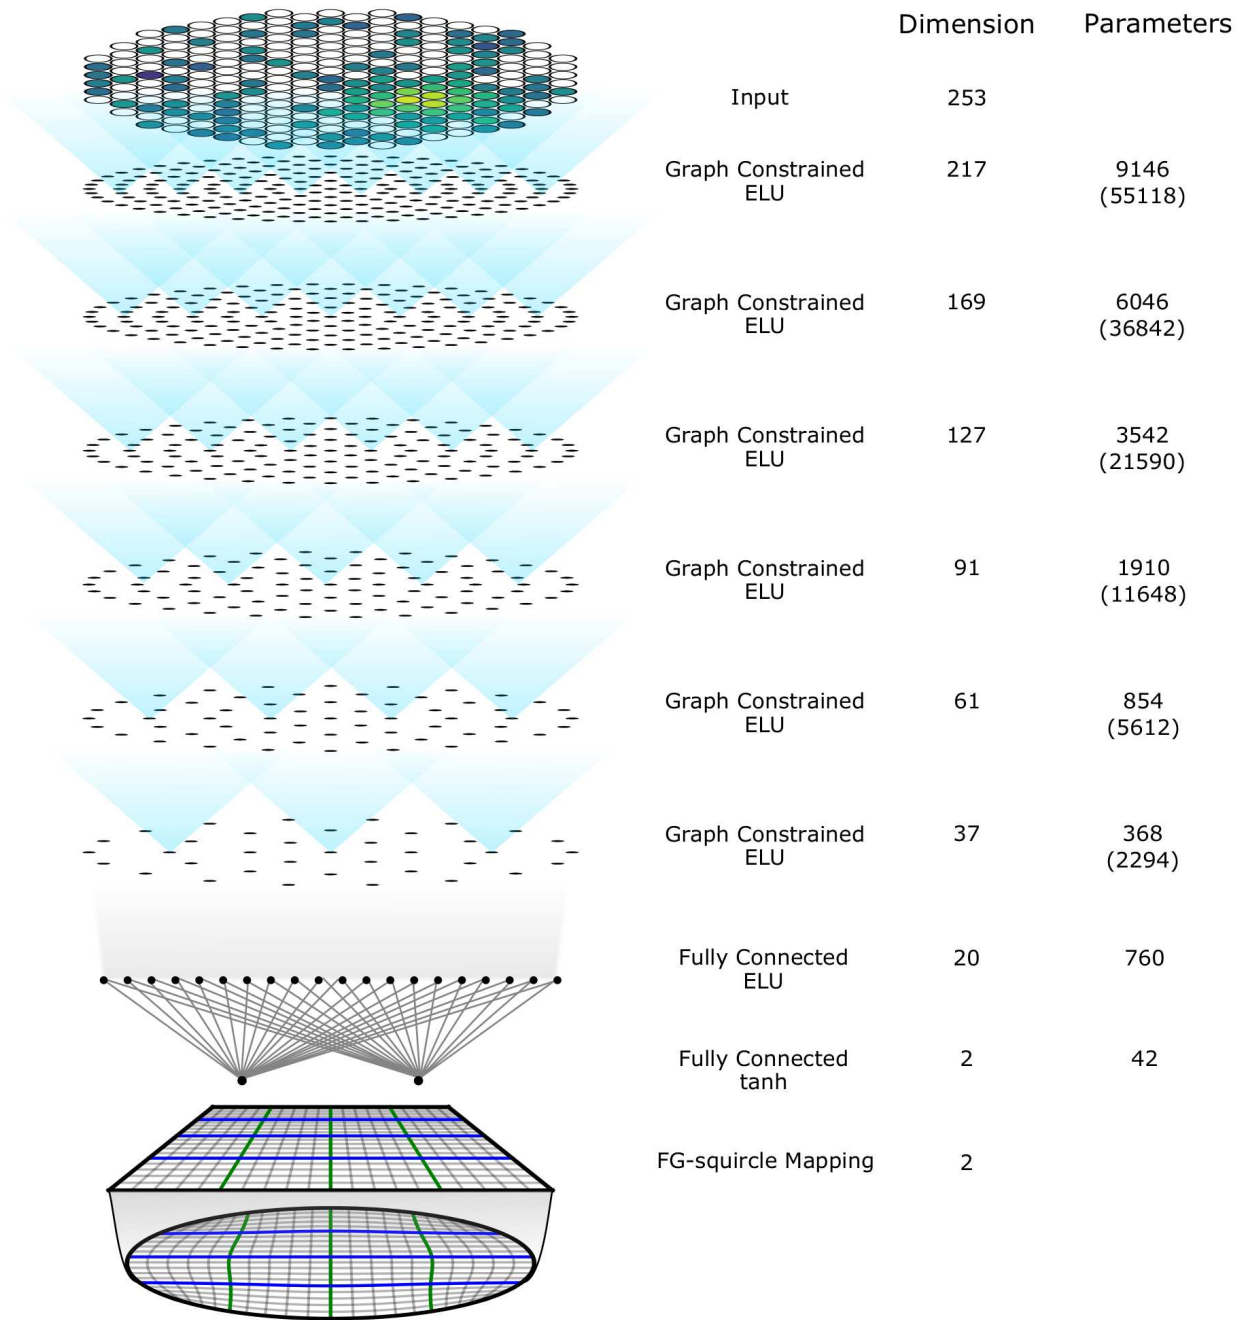 Dimension Parameters
Input 253
Graph Constrained 217 9146
ELU (55118)
Graph Constrained 169 6046
ELU (36842)
Graph Constrained 127 3542
ELU (21590)
Graph Constrained 91 1910
ELU (11648)
Graph Constrained 61 854
ELU (5612)
Graph Constrained 37 368
ELU (2294)
Fully Connected 20 760
ELU
Fully Connected 2 42
tanh
FG-squircle Mapping 2